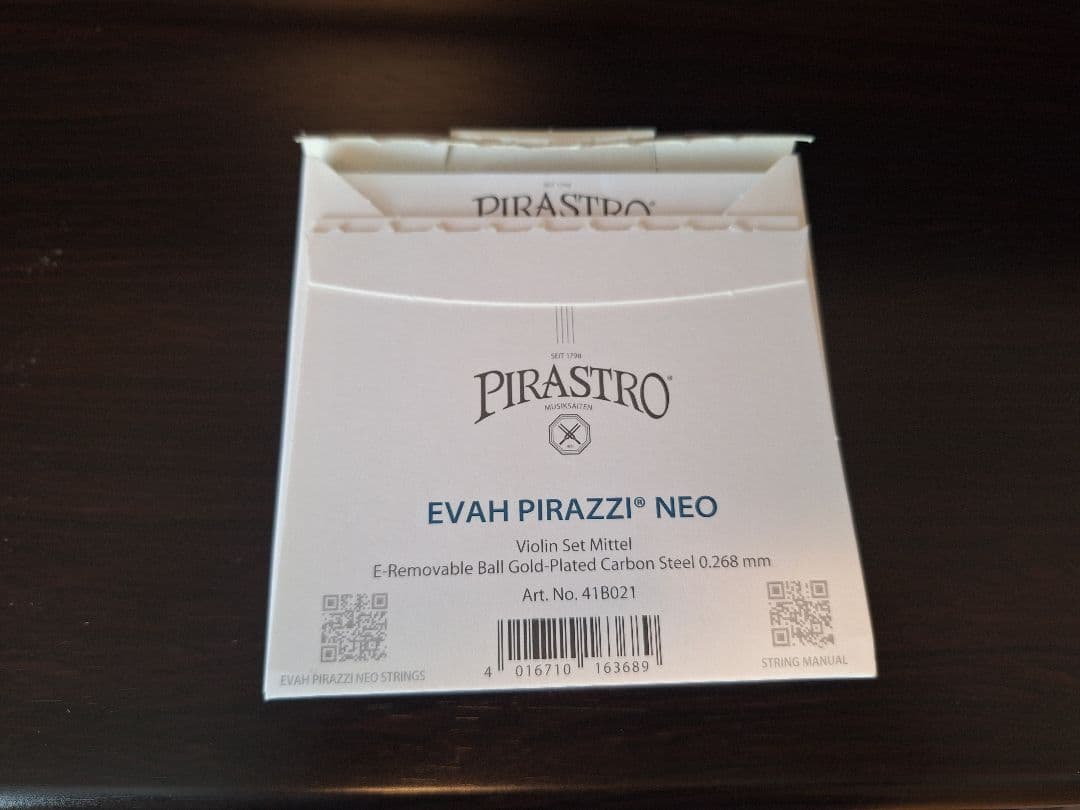 PIRASTRO
SEIT 1798
PIRASTRO®
MUSIKSAITEN
EVAH PIRAZZI® NEO
Violin Set Mittel
E-Removable Ball Gold-Plated Carbon Steel 0.268 mm
Art. No. 41B021
4 016710 163689
EVAH PIRAZZI NEO STRINGS
STRING MANUAL